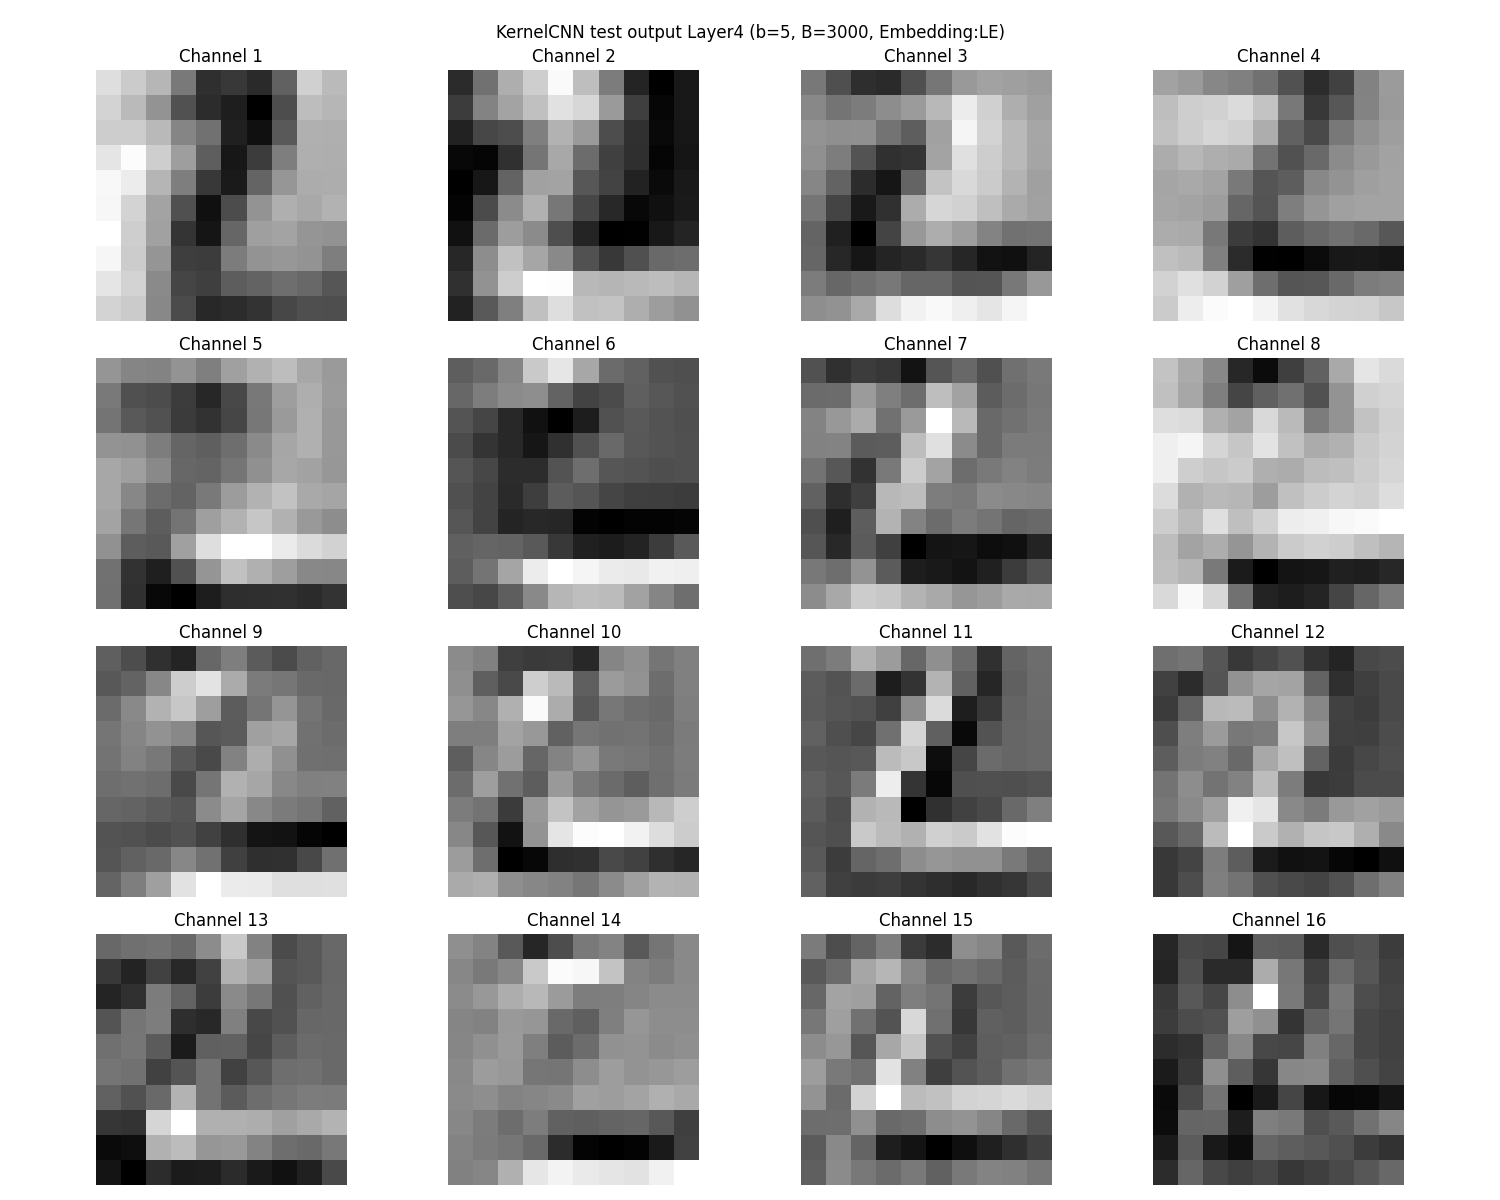 KernelCNN test output Layer4 (b=5, B=3000, Embedding:LE)
Channel 1
Channel 2
Channel 3
Channel 4
Channel 5
Channel 6
Channel 7
Channel 8
Channel 9
Channel 10
Channel 11
Channel 12
Channel 13
Channel 14
Channel 15
Channel 16